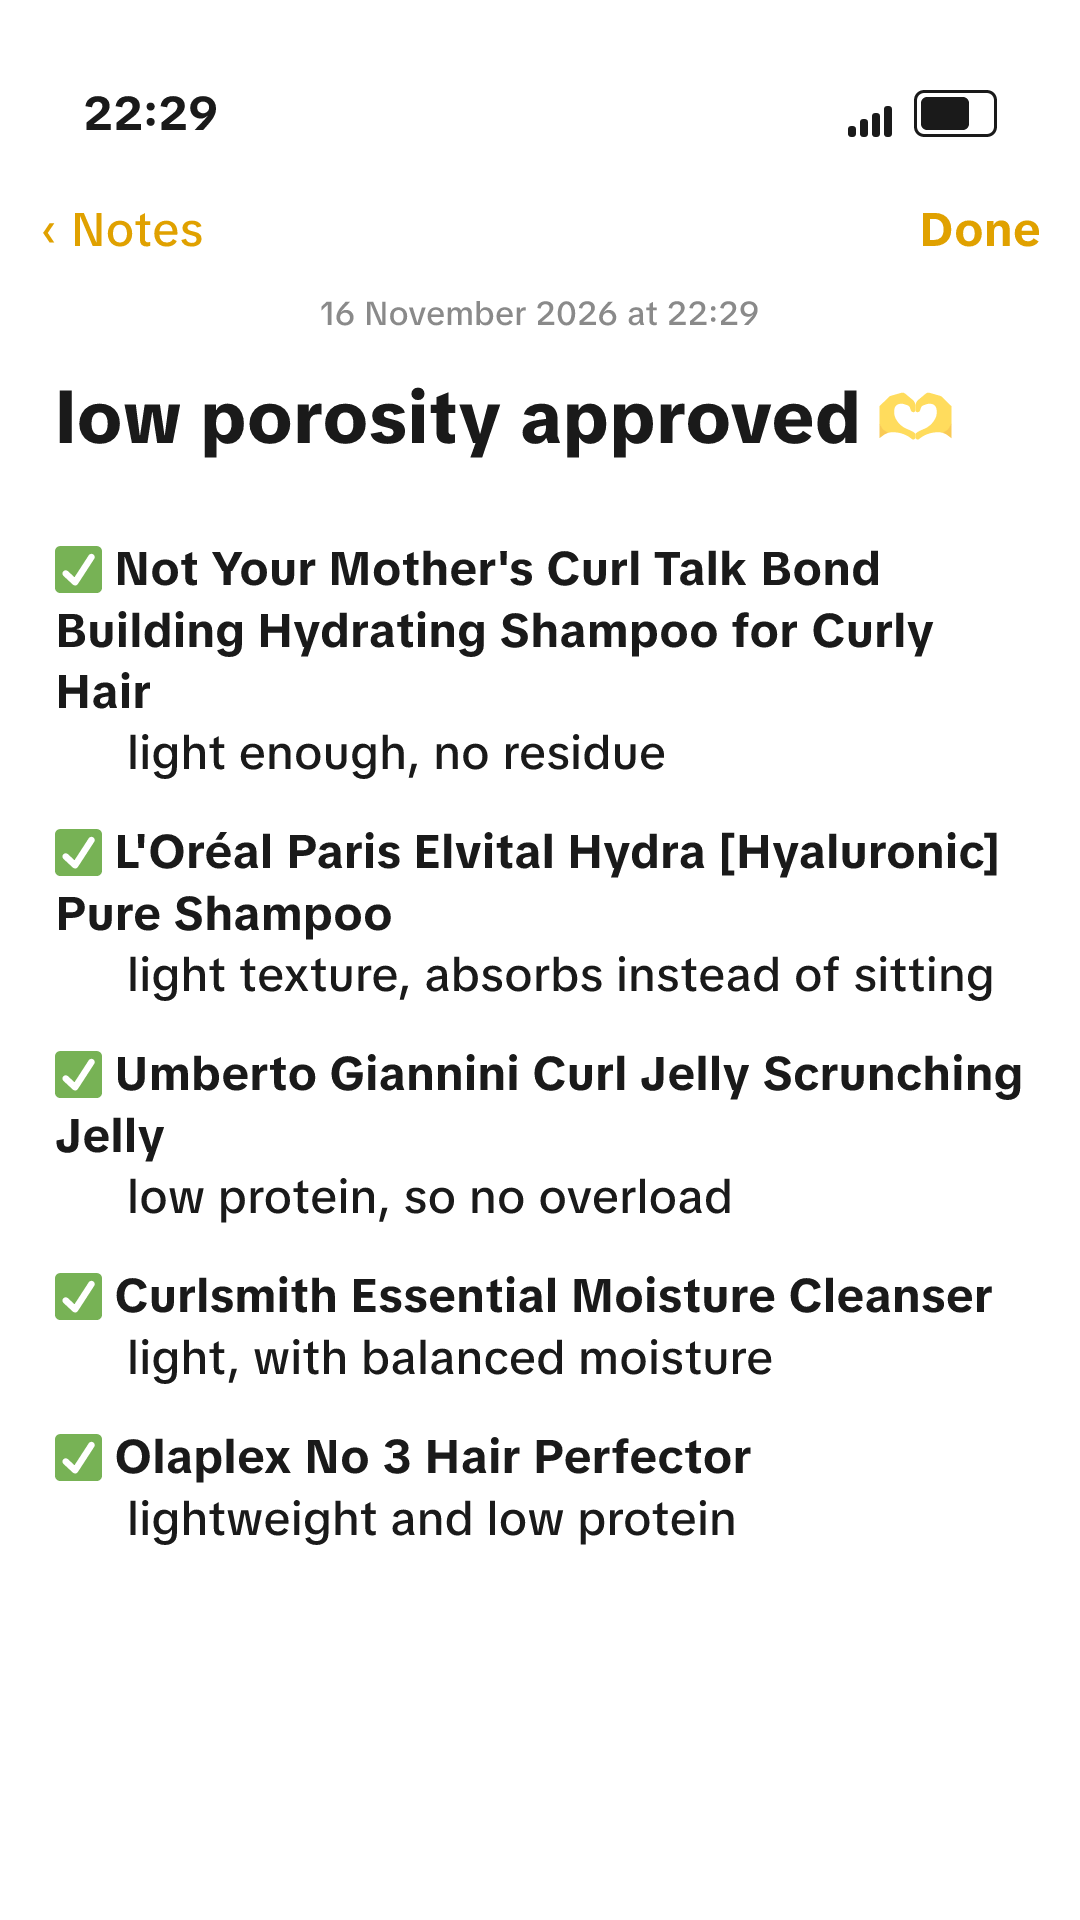 22:29
‹ Notes
Done
16 November 2026 at 22:29
low porosity approved 🫶
✅ Not Your Mother's Curl Talk Bond
Building Hydrating Shampoo for Curly
Hair
light enough, no residue
✅ L'Oréal Paris Elvital Hydra [Hyaluronic]
Pure Shampoo
light texture, absorbs instead of sitting
✅ Umberto Giannini Curl Jelly Scrunching
Jelly
low protein, so no overload
✅ Curlsmith Essential Moisture Cleanser
light, with balanced moisture
✅ Olaplex No 3 Hair Perfector
lightweight and low protein